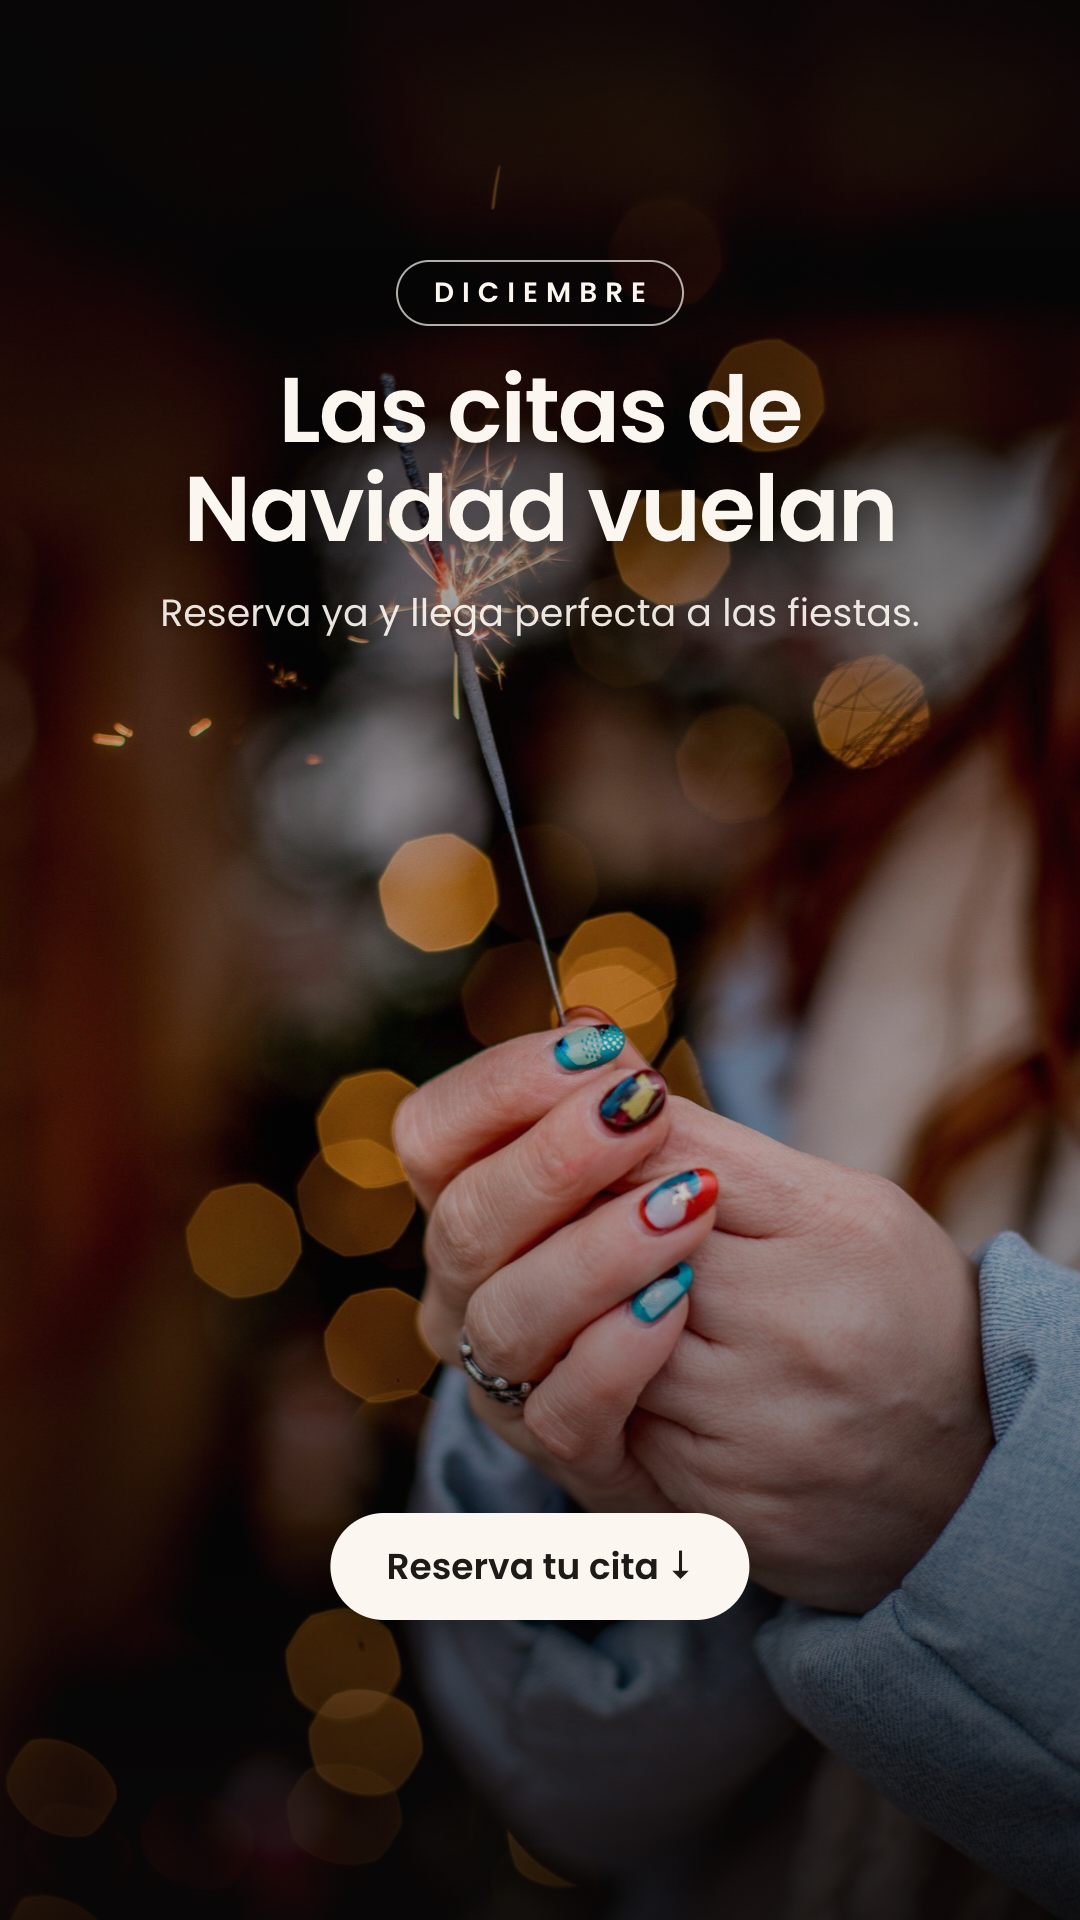 DICIEMBRE
Las citas de
Navidad vuelan
Reserva ya y llega perfecta a las fiestas.
Reserva tu cita ↓